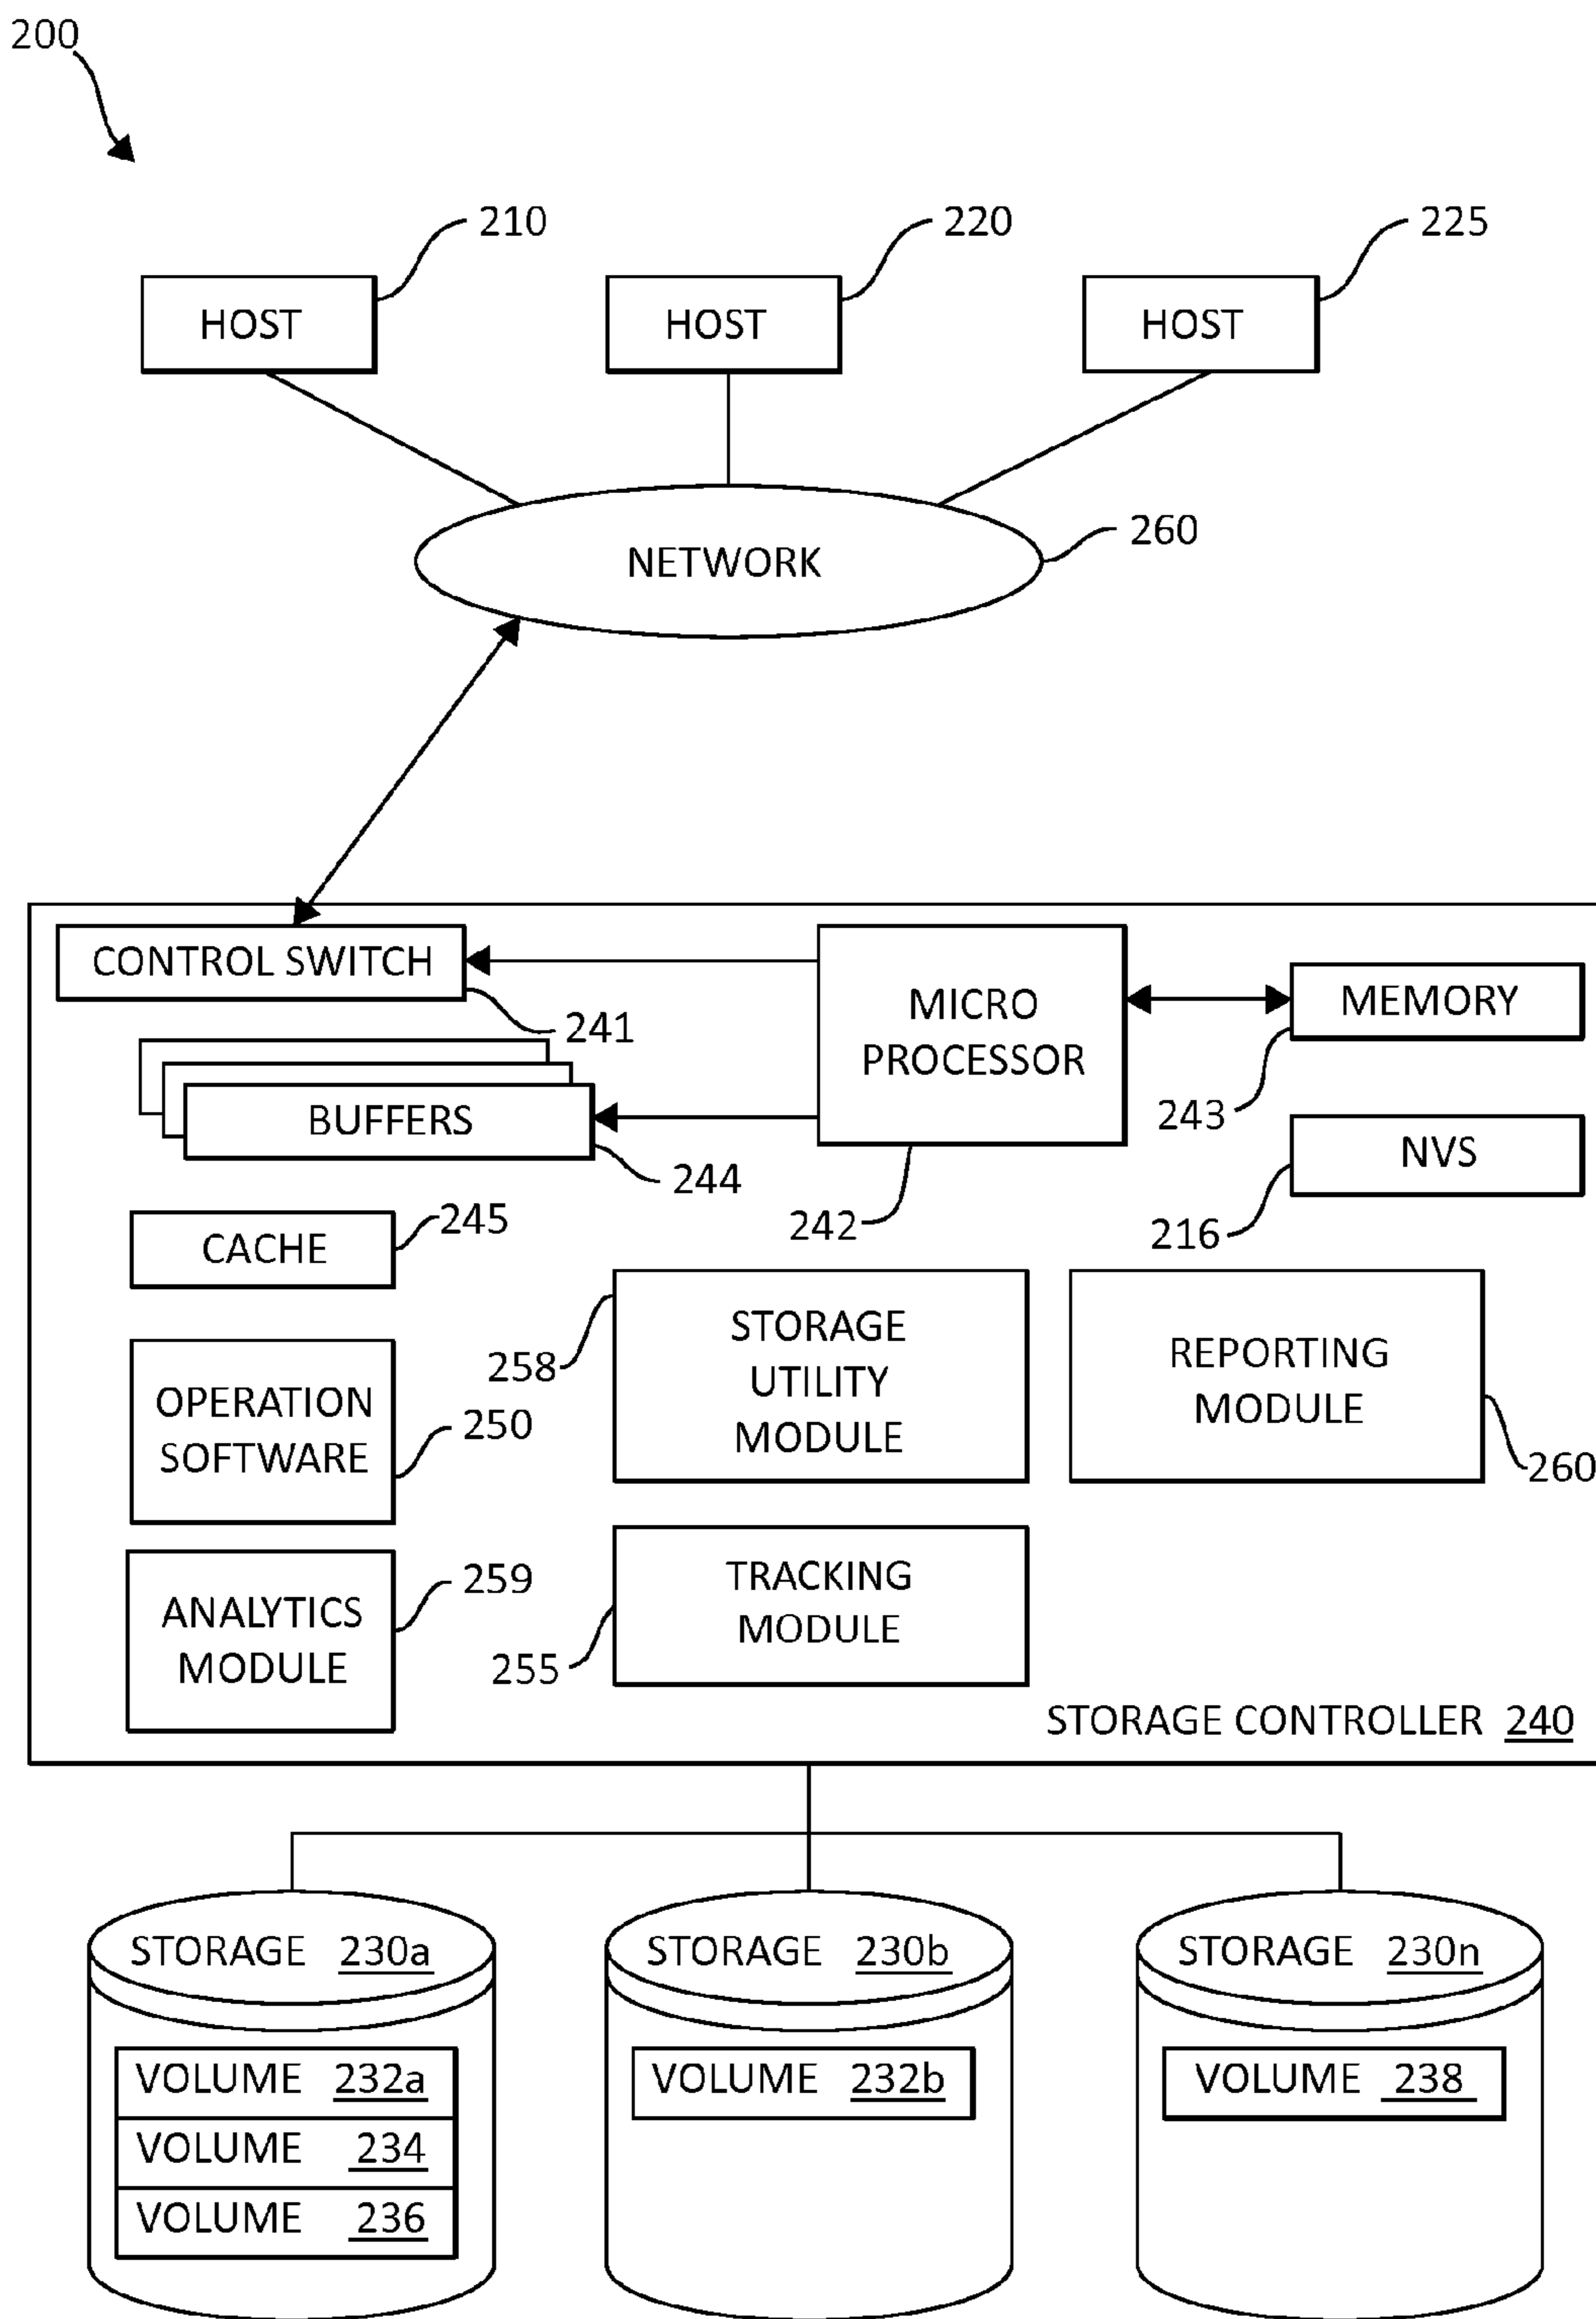 200
210
220
225
HOST
HOST
HOST
260
NETWORK
CONTROL SWITCH
241
MICRO
PROCESSOR
MEMORY
243
BUFFERS
244
242
NVS
216
CACHE
245
STORAGE
UTILITY
MODULE
258
REPORTING
MODULE
260
OPERATION
SOFTWARE
250
ANALYTICS
MODULE
259
TRACKING
MODULE
255
STORAGE CONTROLLER 240
STORAGE 230a
VOLUME 232a
VOLUME 234
VOLUME 236
STORAGE 230b
VOLUME 232b
STORAGE 230n
VOLUME 238